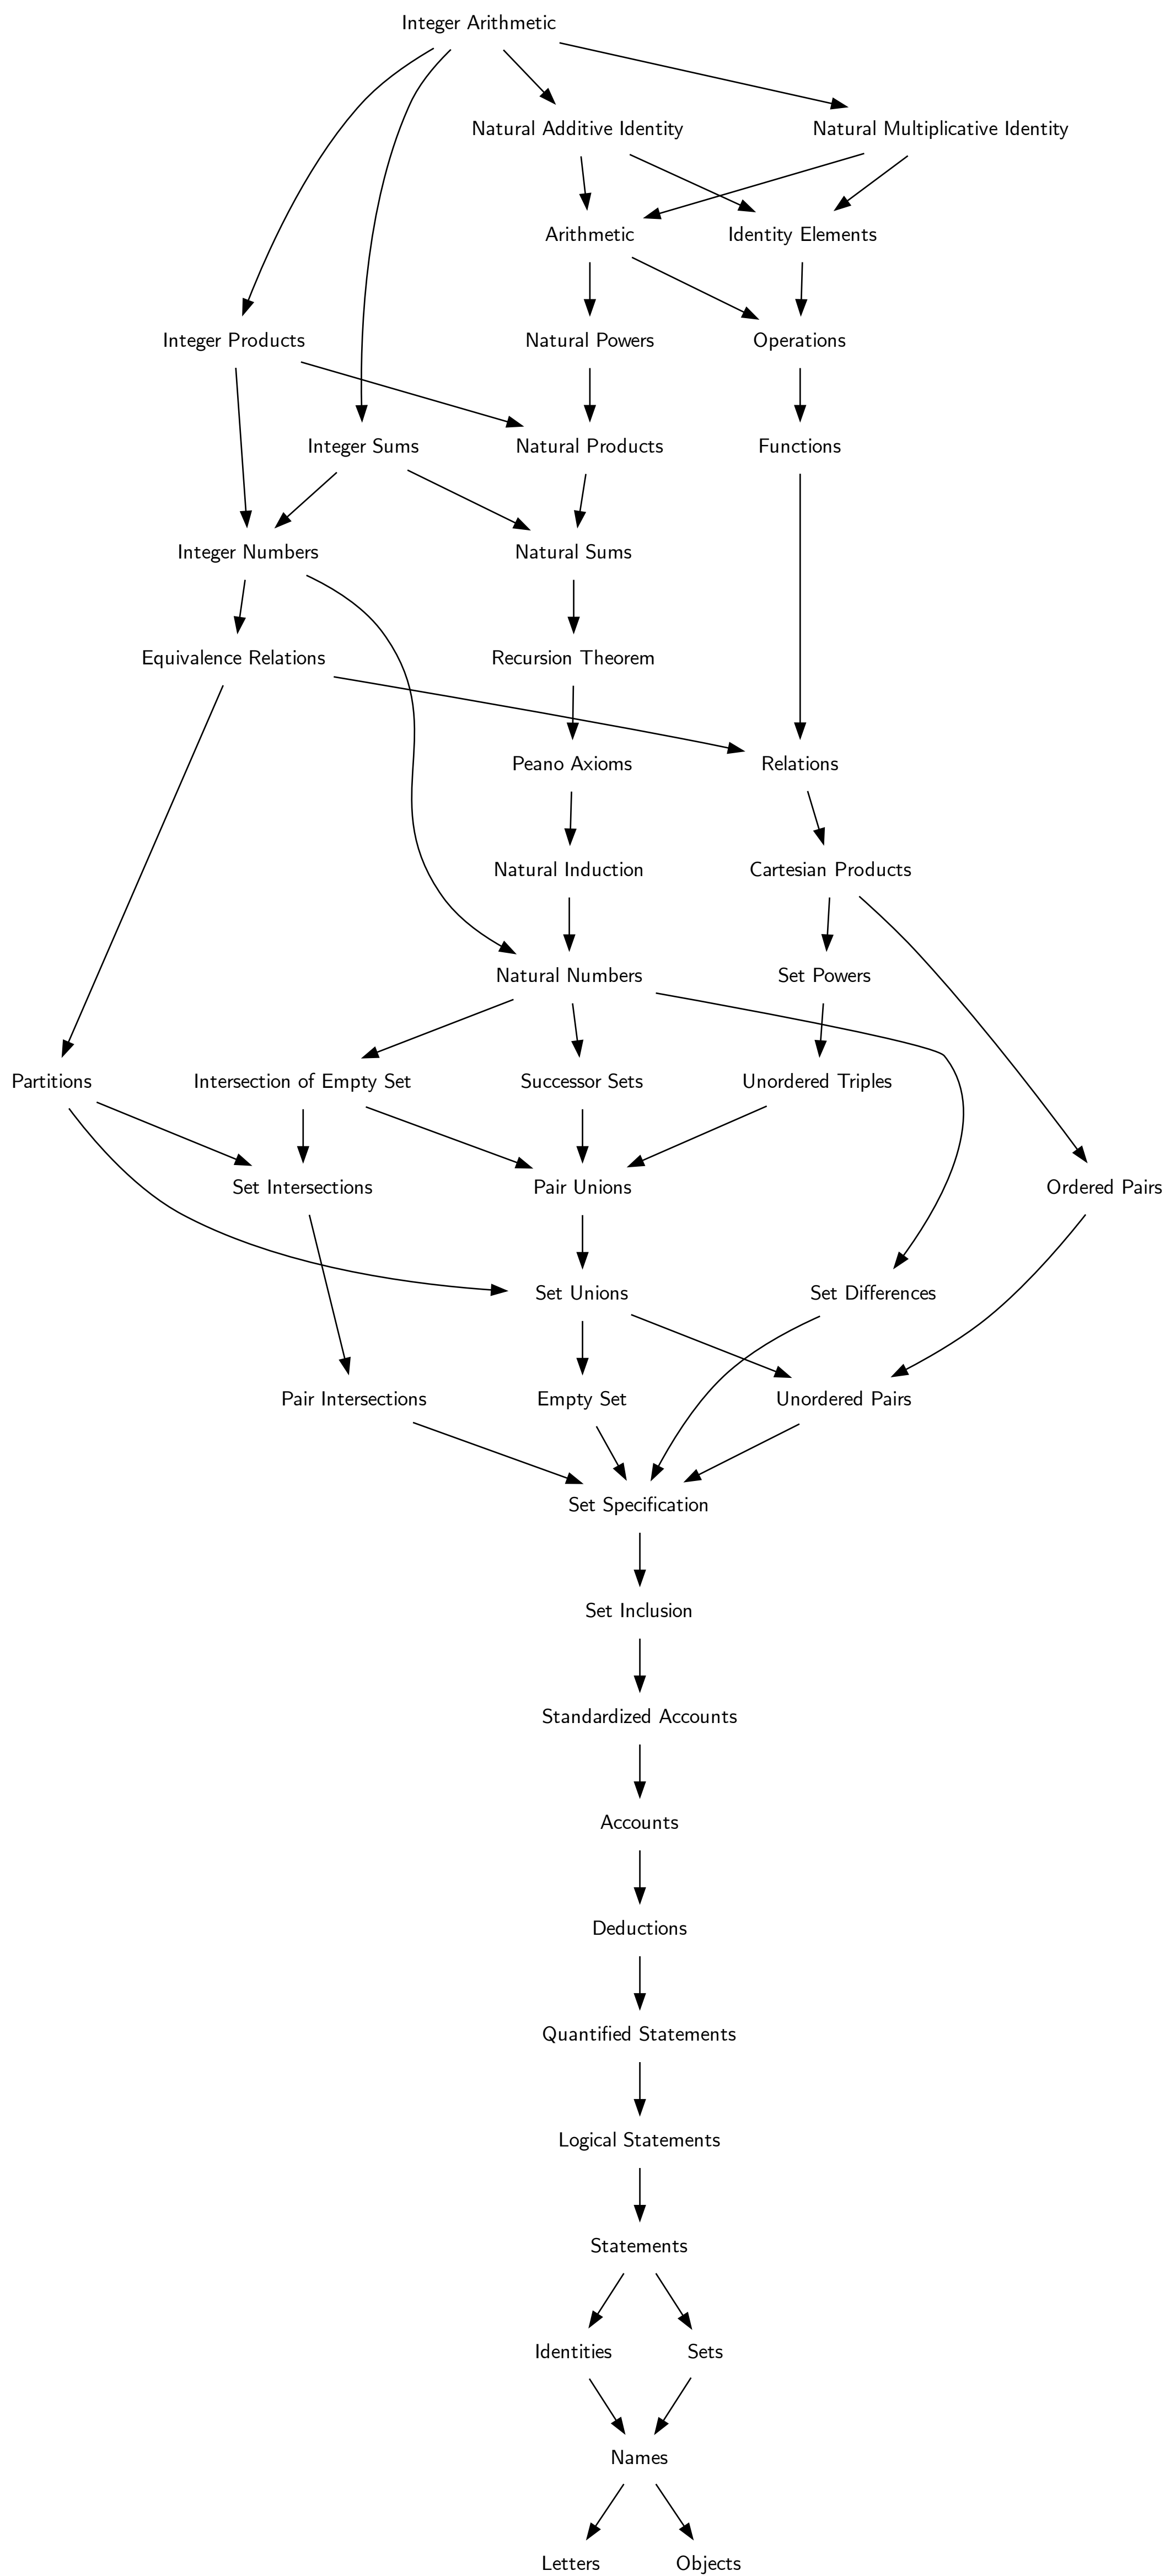 Integer Arithmetic
Natural Additive Identity
Natural Multiplicative Identity
Arithmetic
Identity Elements
Integer Products
Natural Powers
Operations
Integer Sums
Natural Products
Functions
Integer Numbers
Natural Sums
Equivalence Relations
Recursion Theorem
Peano Axioms
Relations
Natural Induction
Cartesian Products
Natural Numbers
Set Powers
Partitions
Intersection of Empty Set
Successor Sets
Unordered Triples
Set Intersections
Pair Unions
Ordered Pairs
Set Unions
Set Differences
Pair Intersections
Empty Set
Unordered Pairs
Set Specification
Set Inclusion
Standardized Accounts
Accounts
Deductions
Quantified Statements
Logical Statements
Statements
Identities
Sets
Names
Letters
Objects